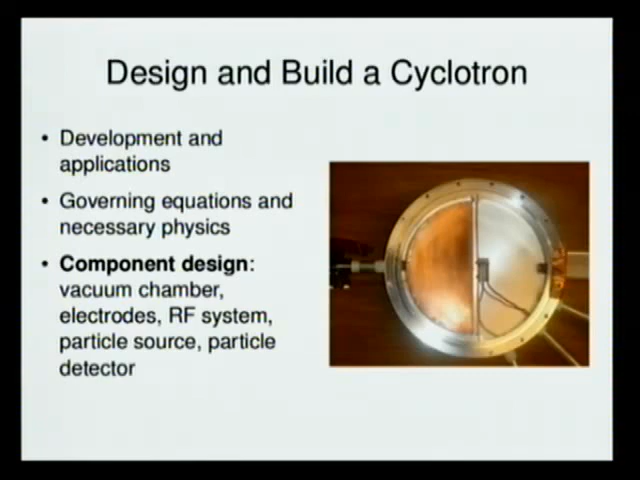 Design and Build a Cyclotron
• Development and
applications
• Governing equations and
necessary physics
• Component design:
vacuum chamber,
electrodes, RF system,
particle source, particle
detector